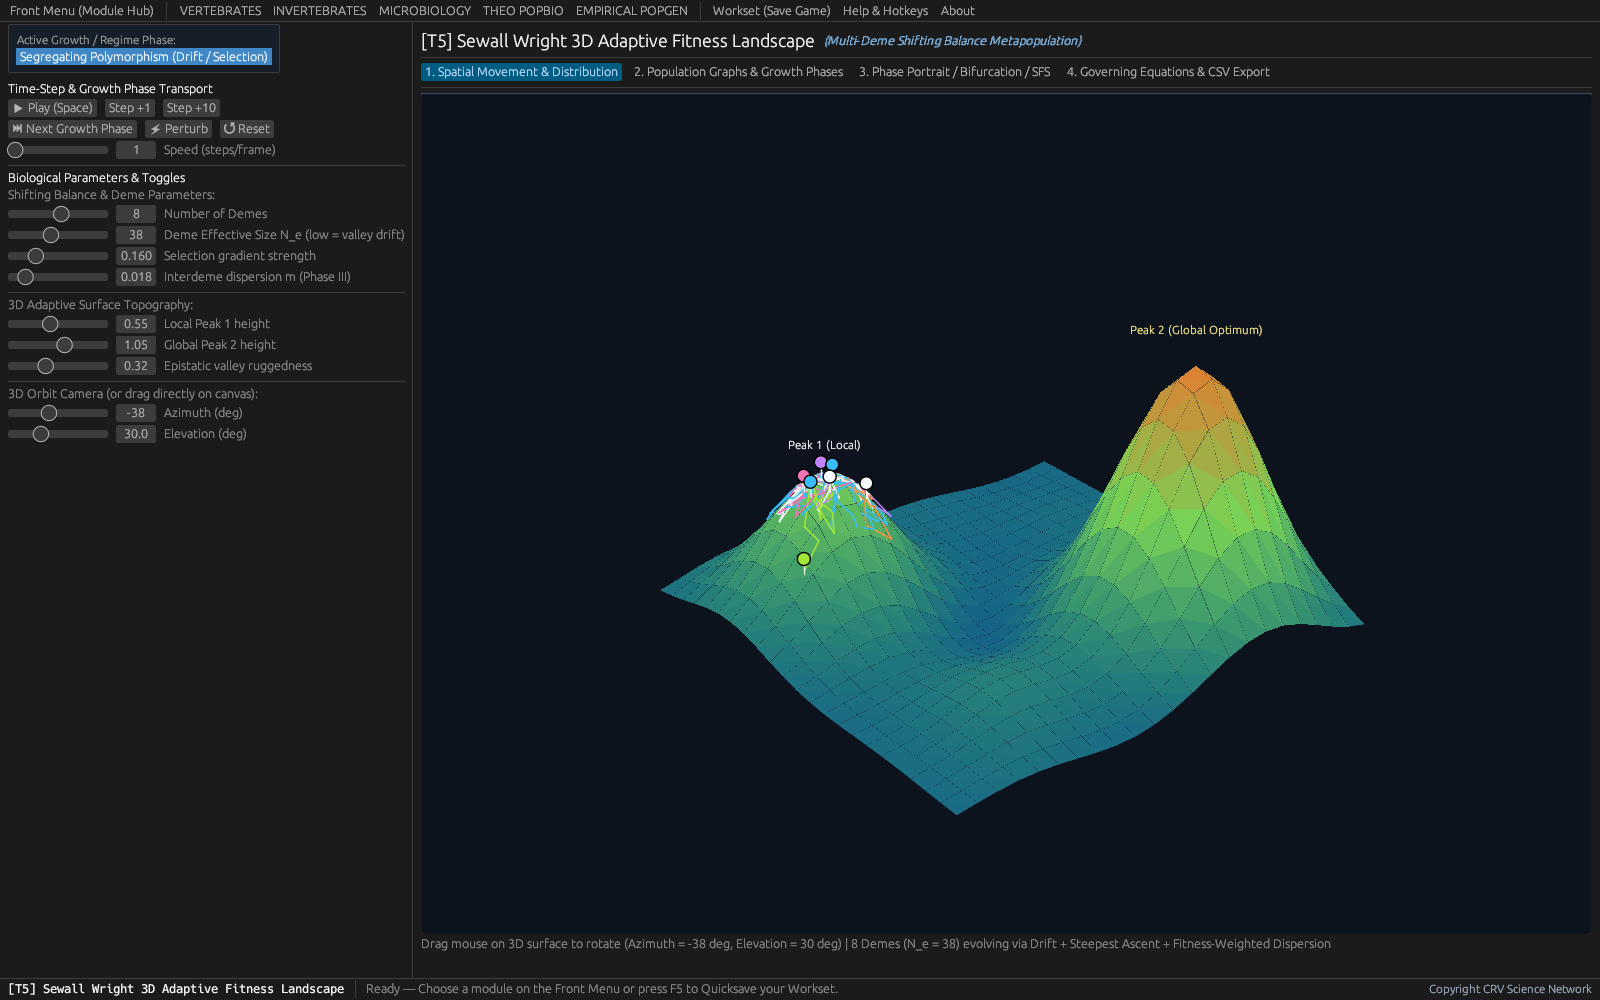 Front Menu (Module Hub) VERTEBRATES INVERTEBRATES MICROBIOLOGY THEO POPBIO EMPIRICAL POPGEN Workset (Save Game) Help & Hotkeys About
Active Growth / Regime Phase:
Segregating Polymorphism (Drift / Selection)
Time-Step & Growth Phase Transport
▶ Play (Space) Step +1 Step +10
⏭ Next Growth Phase ⚡ Perturb ↺ Reset
1 Speed (steps/frame)
Biological Parameters & Toggles
Shifting Balance & Deme Parameters:
8 Number of Demes
38 Deme Effective Size N_e (low = valley drift)
0.160 Selection gradient strength
0.018 Interdeme dispersion m (Phase III)
3D Adaptive Surface Topography:
0.55 Local Peak 1 height
1.05 Global Peak 2 height
0.32 Epistatic valley ruggedness
3D Orbit Camera (or drag directly on canvas):
-38 Azimuth (deg)
30.0 Elevation (deg)
[T5] Sewall Wright 3D Adaptive Fitness Landscape (Multi-Deme Shifting Balance Metapopulation)
1. Spatial Movement & Distribution 2. Population Graphs & Growth Phases 3. Phase Portrait / Bifurcation / SFS 4. Governing Equations & CSV Export
Peak 2 (Global Optimum)
Peak 1 (Local)
Drag mouse on 3D surface to rotate (Azimuth = -38 deg, Elevation = 30 deg) | 8 Demes (N_e = 38) evolving via Drift + Steepest Ascent + Fitness-Weighted Dispersion
[T5] Sewall Wright 3D Adaptive Fitness Landscape Ready — Choose a module on the Front Menu or press F5 to Quicksave your Workset. Copyright CRV Science Network